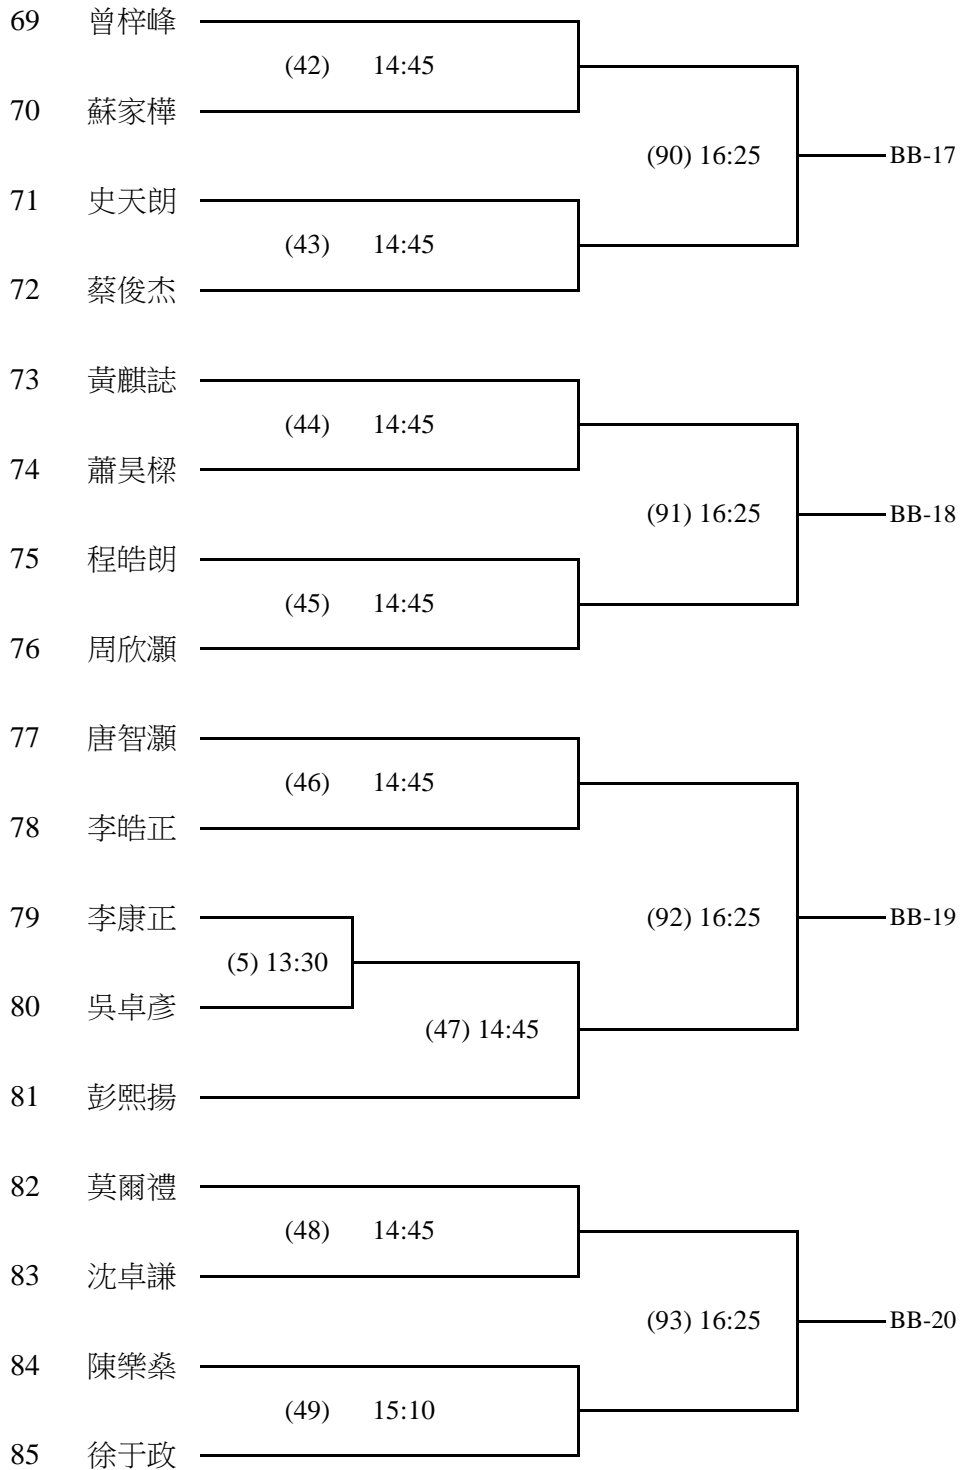 69 曾梓峰
(42) 14:45
70 蘇家樺
(90) 16:25 BB-17
71 史天朗
(43) 14:45
72 蔡俊杰
73 黃麒誌
(44) 14:45
74 蕭昊樑
(91) 16:25 BB-18
75 程皓朗
(45) 14:45
76 周欣灝
77 唐智灝
(46) 14:45
78 李皓正
79 李康正
(92) 16:25 BB-19
(5) 13:30
80 吳卓彥
(47) 14:45
81 彭熙揚
82 莫爾禮
(48) 14:45
83 沈卓謙
(93) 16:25 BB-20
84 陳樂燊
(49) 15:10
85 徐于政